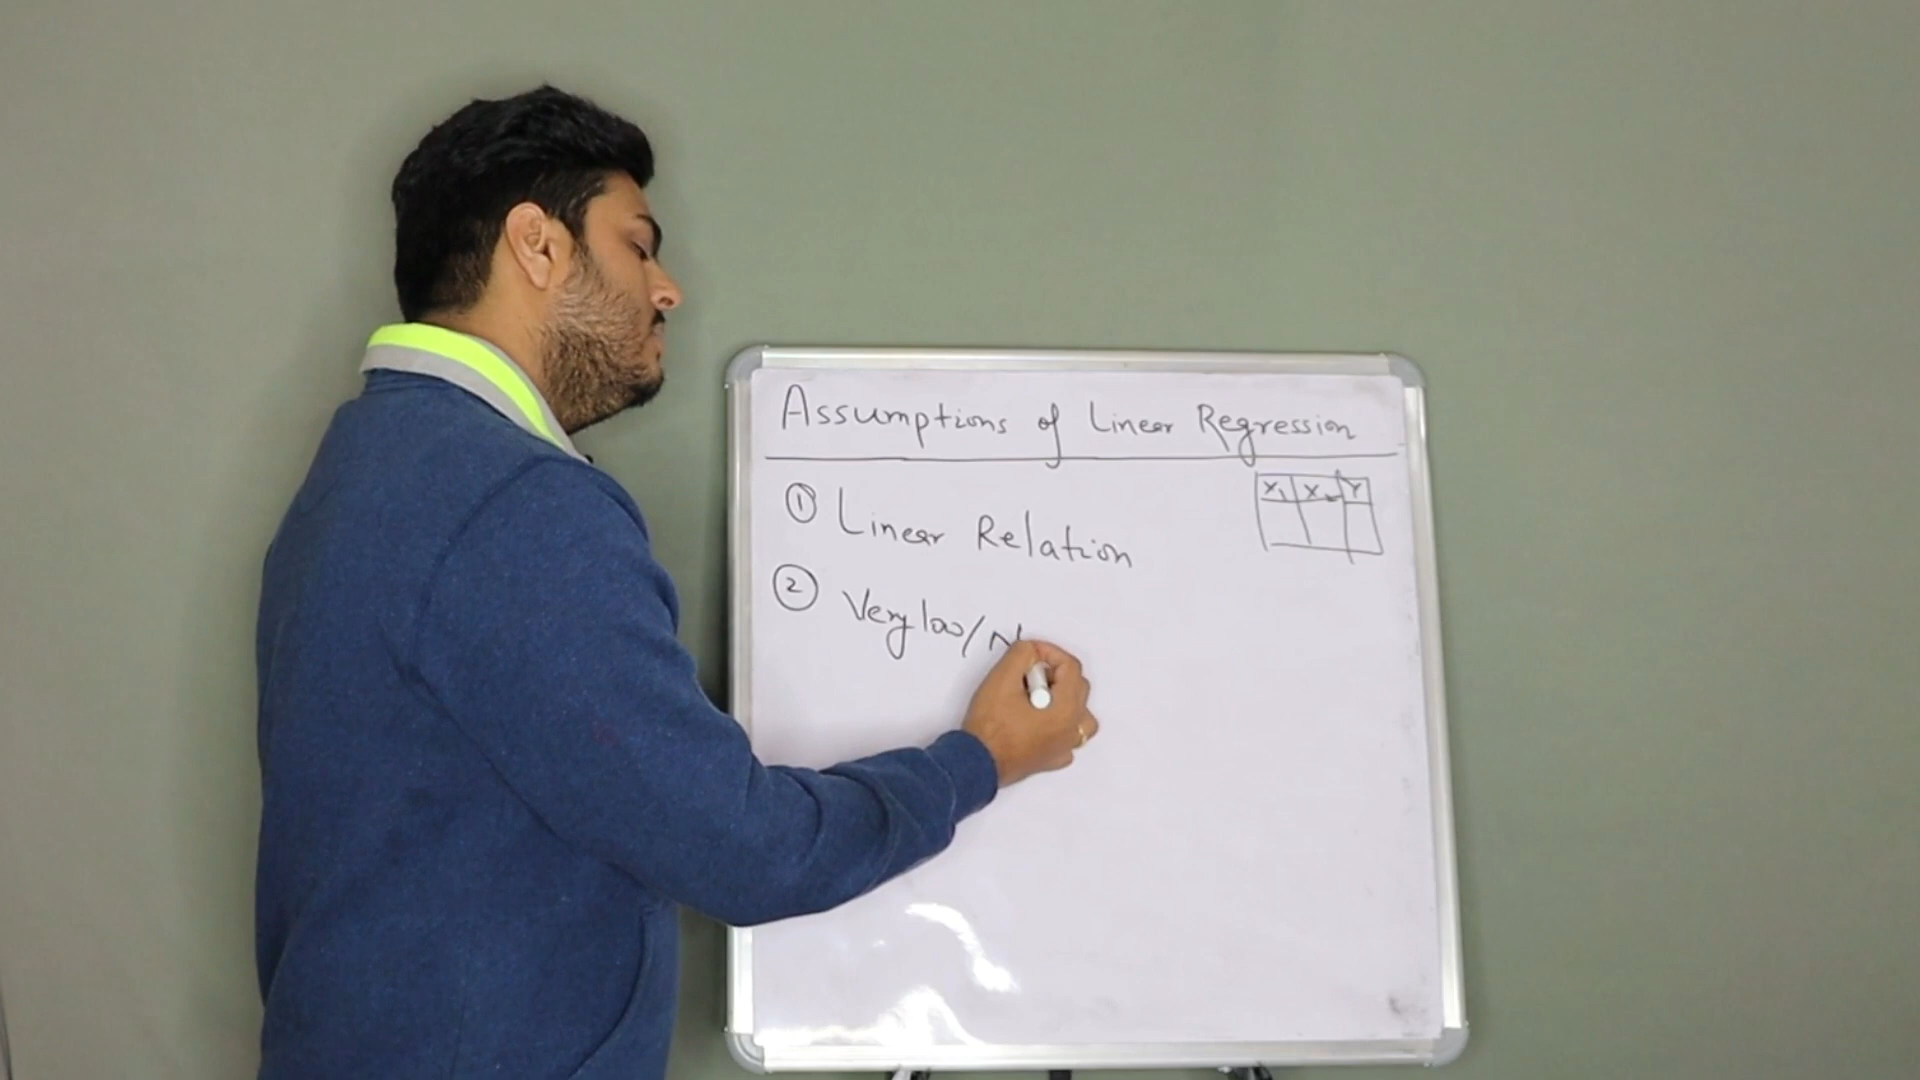 Assumptions of Linear Regression
① Linear Relation
X₁ X₂ Y
② Very low/N